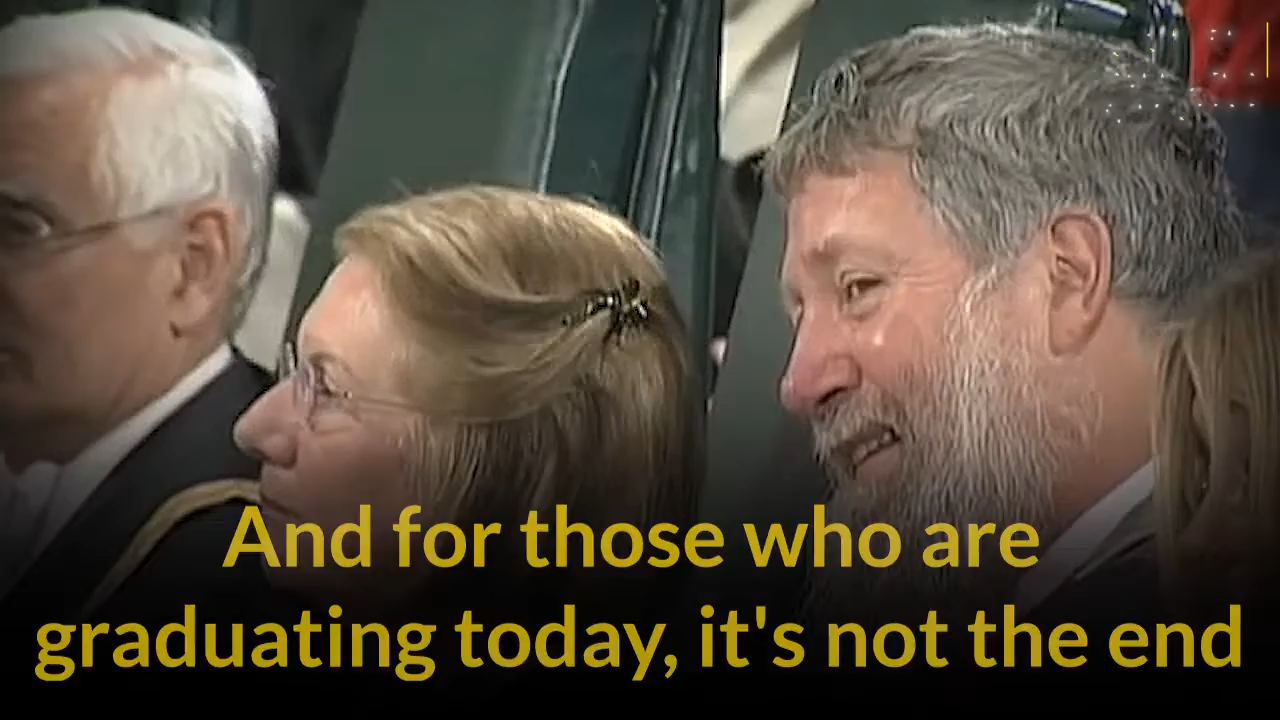 And for those who are
graduating today, it's not the end